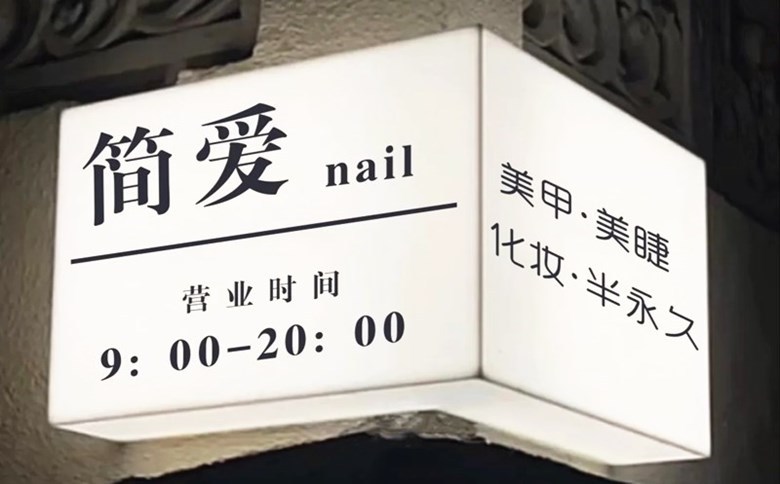 简爱 nail
营业时间
9：00-20：00
美甲·美睫
化妆·半永久